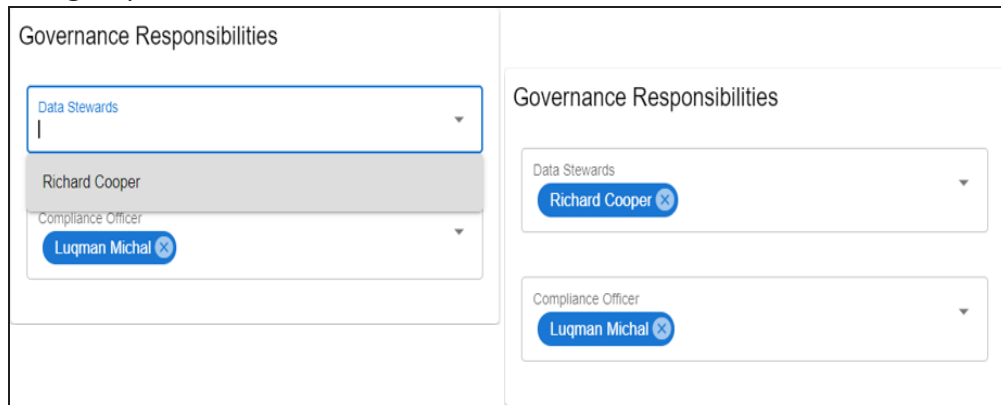 Governance Responsibilities
Data Stewards
Richard Cooper
Compliance Officer
Luqman Michal
Governance Responsibilities
Data Stewards
Richard Cooper
Compliance Officer
Luqman Michal